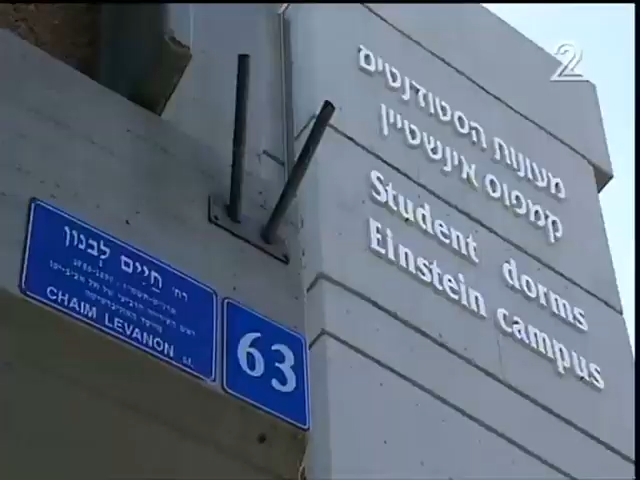 מעונות הסטודנטים
קמפוס אינשטיין
Student dorms
Einstein campus
רח' חיים לבנון
CHAIM LEVANON st.
63
2